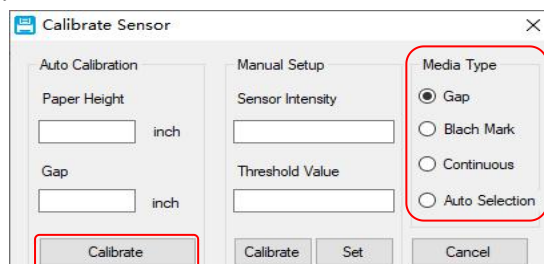 Calibrate Sensor
Auto Calibration
Paper Height
inch
Gap
inch
Calibrate
Manual Setup
Sensor Intensity
Threshold Value
Calibrate
Set
Media Type
Gap
Blach Mark
Continuous
Auto Selection
Cancel